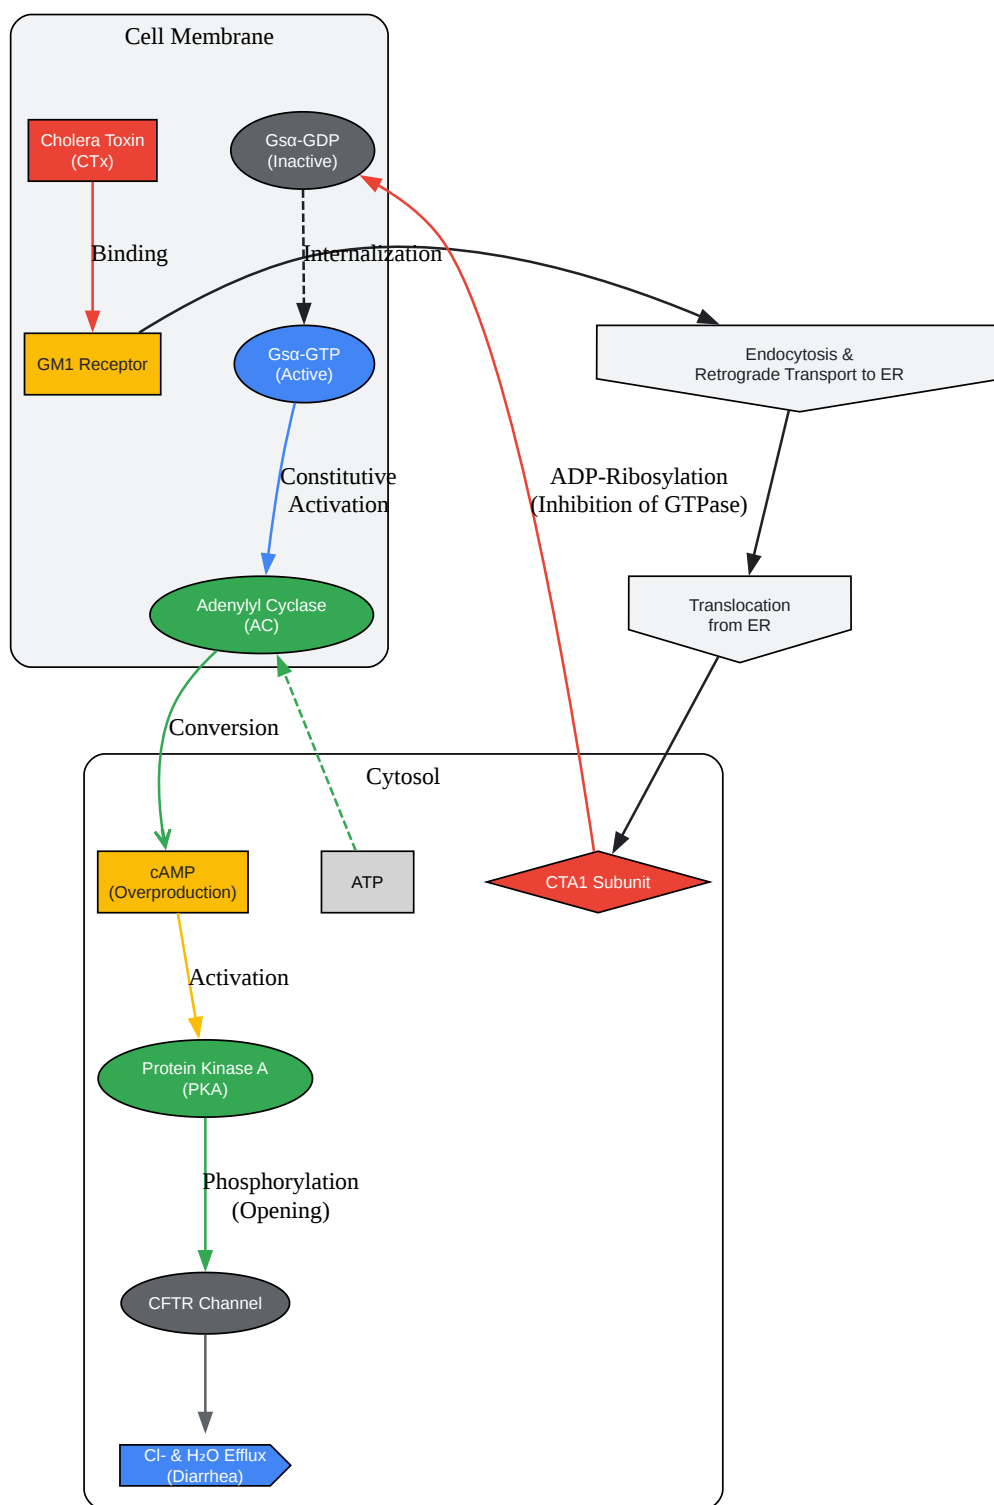 Cell Membrane
Cholera Toxin
(CTx)
Gsα-GDP
(Inactive)
Binding
Internalization
GM1 Receptor
Gsα-GTP
(Active)
Endocytosis &
Retrograde Transport to ER
Constitutive
Activation
ADP-Ribosylation
(Inhibition of GTPase)
Adenylyl Cyclase
(AC)
Translocation
from ER
Conversion
Cytosol
cAMP
(Overproduction)
ATP
CTA1 Subunit
Activation
Protein Kinase A
(PKA)
Phosphorylation
(Opening)
CFTR Channel
Cl- & H₂O Efflux
(Diarrhea)